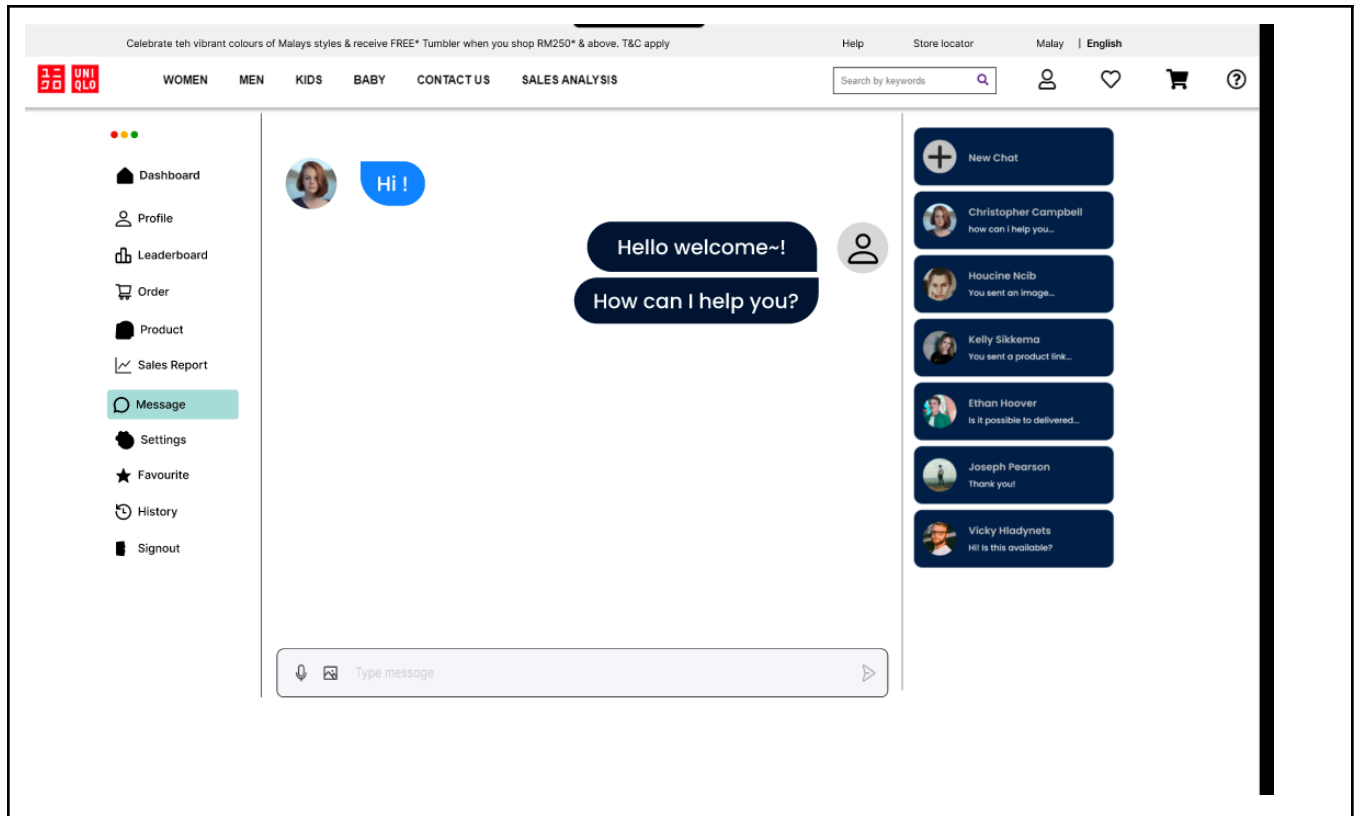 Celebrate teh vibrant colours of Malays styles & receive FREE* Tumbler when you shop RM250* & above. T&C apply
Help
Store locator
Malay | English
ユニ
クロ
UNI
QLO
WOMEN
MEN
KIDS
BABY
CONTACT US
SALES ANALYSIS
Search by keywords
Dashboard
Profile
Leaderboard
Order
Product
Sales Report
Message
Settings
Favourite
History
Signout
Hi !
Hello welcome~!
How can I help you?
Type message
New Chat
Christopher Campbell
how can i help you...
Houcine Ncib
You sent an image...
Kelly Sikkema
You sent a product link...
Ethan Hoover
Is it possible to delivered...
Joseph Pearson
Thank you!
Vicky Hladynets
Hi! Is this available?